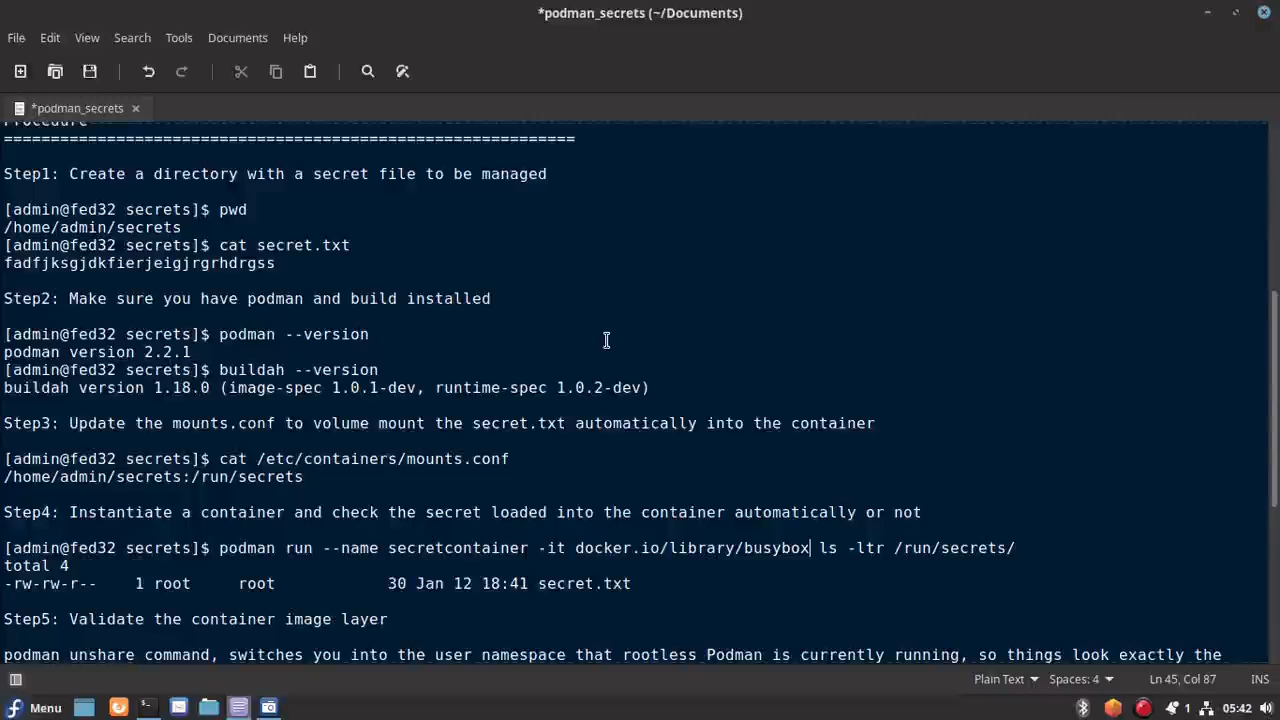 *podman_secrets (~/Documents)
File Edit View Search Tools Documents Help
*podman_secrets ×
Procedure
=============================================================
Step1: Create a directory with a secret file to be managed
[admin@fed32 secrets]$ pwd
/home/admin/secrets
[admin@fed32 secrets]$ cat secret.txt
fadfjksgjdkfierjeigjrgrhdrgss
Step2: Make sure you have podman and build installed
[admin@fed32 secrets]$ podman --version
podman version 2.2.1
[admin@fed32 secrets]$ buildah --version
buildah version 1.18.0 (image-spec 1.0.1-dev, runtime-spec 1.0.2-dev)
Step3: Update the mounts.conf to volume mount the secret.txt automatically into the container
[admin@fed32 secrets]$ cat /etc/containers/mounts.conf
/home/admin/secrets:/run/secrets
Step4: Instantiate a container and check the secret loaded into the container automatically or not
[admin@fed32 secrets]$ podman run --name secretcontainer -it docker.io/library/busybox ls -ltr /run/secrets/
total 4
-rw-rw-r--    1 root     root            30 Jan 12 18:41 secret.txt
Step5: Validate the container image layer
podman unshare command, switches you into the user namespace that rootless Podman is currently running, so things look exactly the
Plain Text Spaces: 4 Ln 45, Col 87 INS
Menu 1 05:42